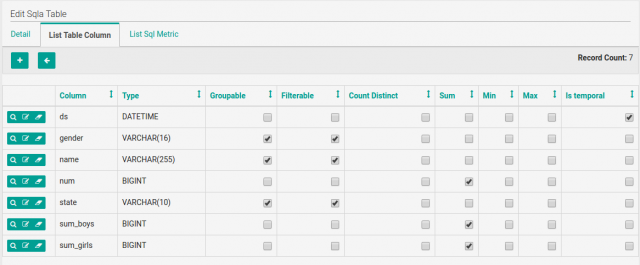 Edit Sqla Table
Detail List Table Column List Sql Metric
Record Count: 7
Column Type Groupable Filterable Count Distinct Sum Min Max Is temporal
ds DATETIME
gender VARCHAR(16)
name VARCHAR(255)
num BIGINT
state VARCHAR(10)
sum_boys BIGINT
sum_girls BIGINT